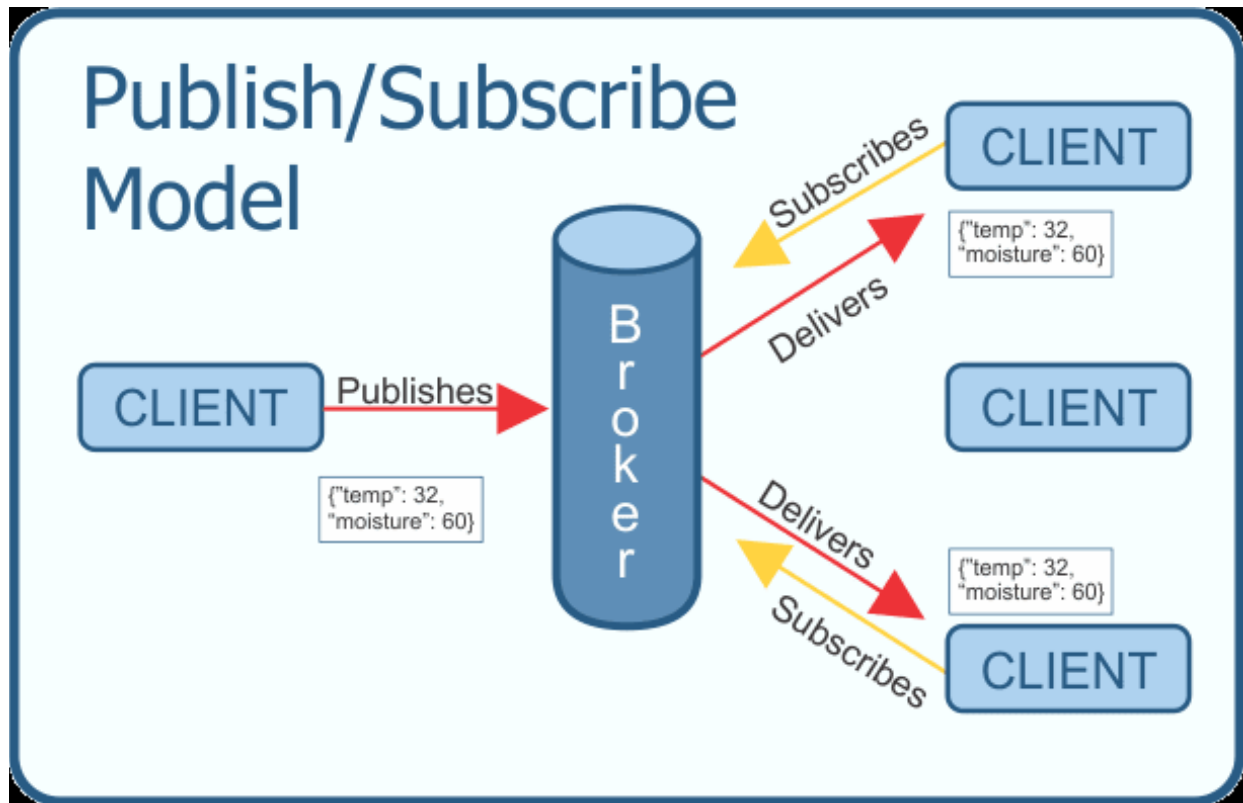 Publish/Subscribe
Model
CLIENT
Subscribes
{"temp": 32,
“moisture”: 60}
Delivers
Broker
CLIENT
Publishes
CLIENT
{"temp”: 32,
“moisture”: 60}
Delivers
{"temp”: 32,
“moisture”: 60}
Subscribes
CLIENT